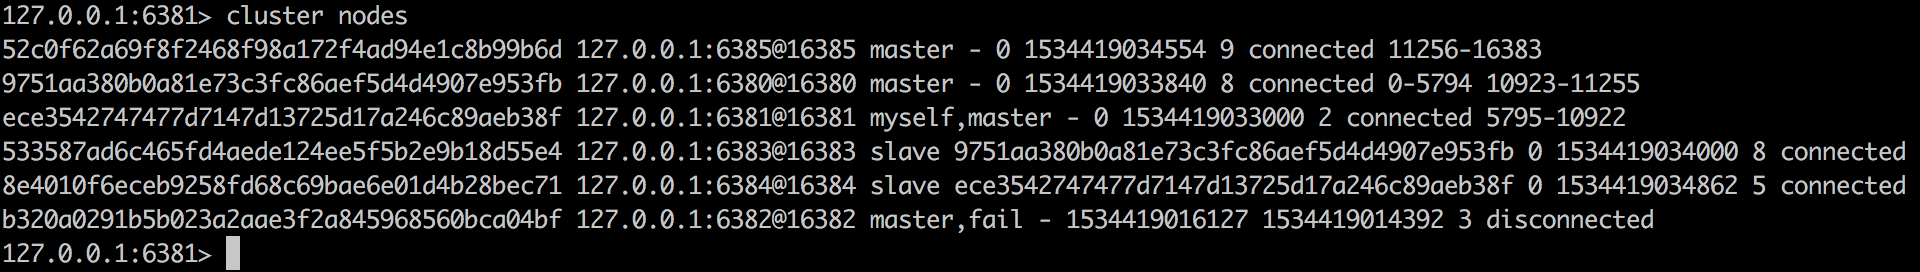 127.0.0.1:6381> cluster nodes
52c0f62a69f8f2468f98a172f4ad94e1c8b99b6d 127.0.0.1:6385@16385 master - 0 1534419034554 9 connected 11256-16383
9751aa380b0a81e73c3fc86aef5d4d4907e953fb 127.0.0.1:6380@16380 master - 0 1534419033840 8 connected 0-5794 10923-11255
ece3542747477d7147d13725d17a246c89aeb38f 127.0.0.1:6381@16381 myself,master - 0 1534419033000 2 connected 5795-10922
533587ad6c465fd4aede124ee5f5b2e9b18d55e4 127.0.0.1:6383@16383 slave 9751aa380b0a81e73c3fc86aef5d4d4907e953fb 0 1534419034000 8 connected
8e4010f6eceb9258fd68c69bae6e01d4b28bec71 127.0.0.1:6384@16384 slave ece3542747477d7147d13725d17a246c89aeb38f 0 1534419034862 5 connected
b320a0291b5b023a2aae3f2a845968560bca04bf 127.0.0.1:6382@16382 master,fail - 1534419016127 1534419014392 3 disconnected
127.0.0.1:6381>